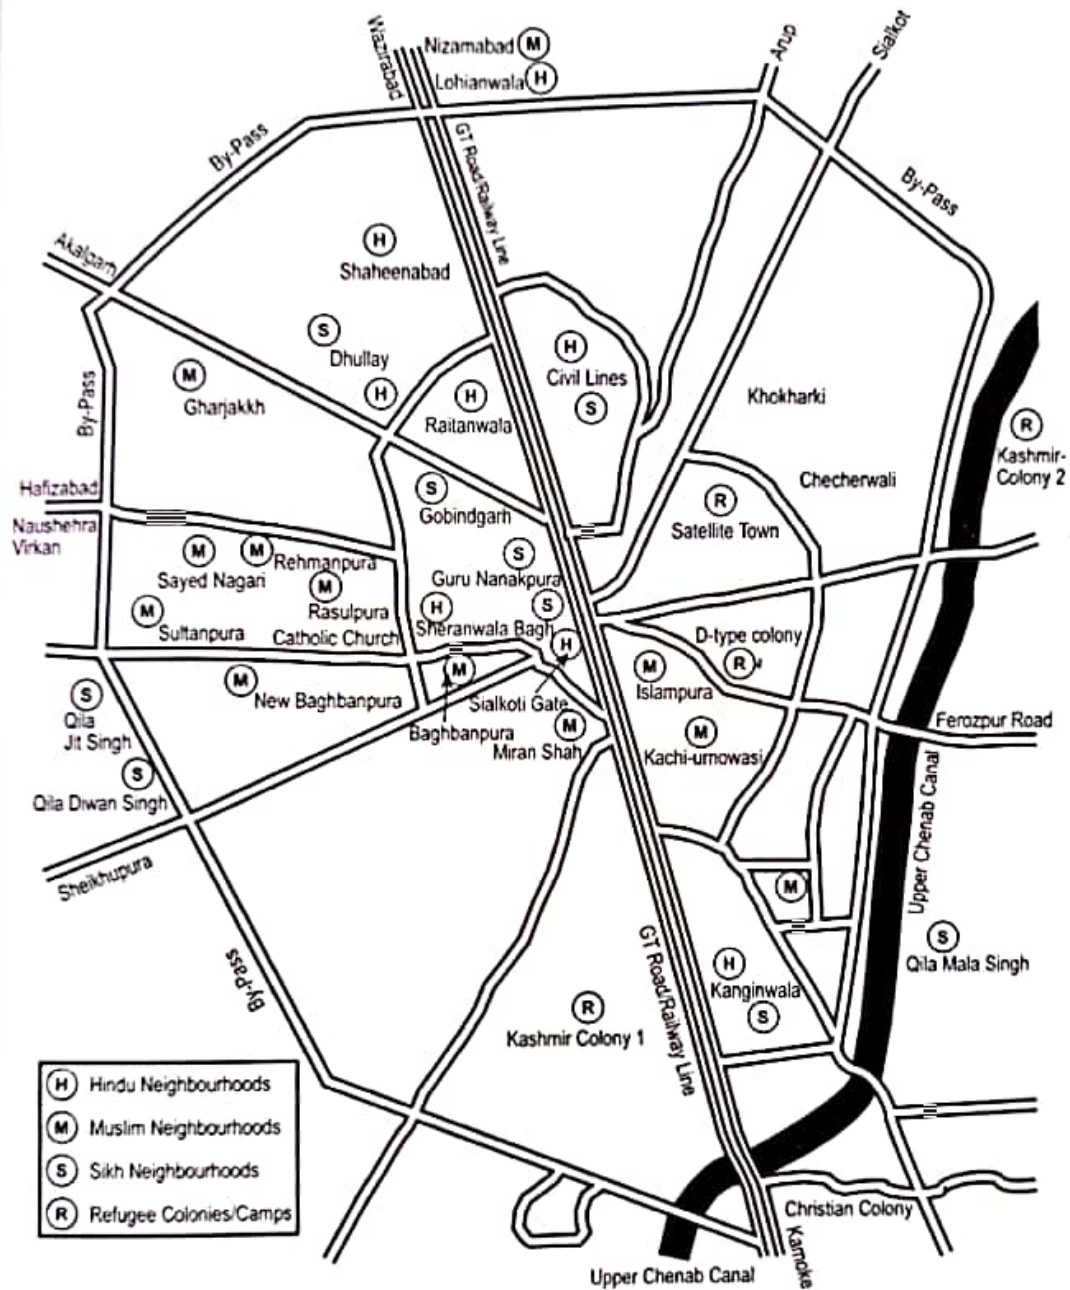 Wazirabad
Nizamabad M
Lohianwala H
Arup
Sialkot
By-Pass
GT Road/Railway Line
By-Pass
Akalgarh
H
Shaheenabad
S
Dhullay
H
M
Gharjakkh
By-Pass
H
Raitanwala
H
Civil Lines
S
Khokharki
R
Kashmir-
Colony 2
Checherwali
Hafizabad
Naushehra
Virkan
S
Gobindgarh
R
Satellite Town
M
Sayed Nagari
M
Rehmanpura
M
Rasulpura
M
Sultanpura
Catholic Church
S
Guru Nanakpura
H
Sheranwala Bagh
S
H
Sialkoti Gate
D-type colony
R
M
Islampura
M
New Baghbanpura
M
Baghbanpura
M
Miran Shah
M
Kachi-urnowasi
S
Qila
Jit Singh
S
Qila Diwan Singh
Ferozpur Road
Upper Chenab Canal
Sheikhupura
By-Pass
M
S
Qila Mala Singh
GT Road/Railway Line
H
Kanginwala
S
R
Kashmir Colony 1
H Hindu Neighbourhoods
M Muslim Neighbourhoods
S Sikh Neighbourhoods
R Refugee Colonies/Camps
Christian Colony
Kamoke
Upper Chenab Canal